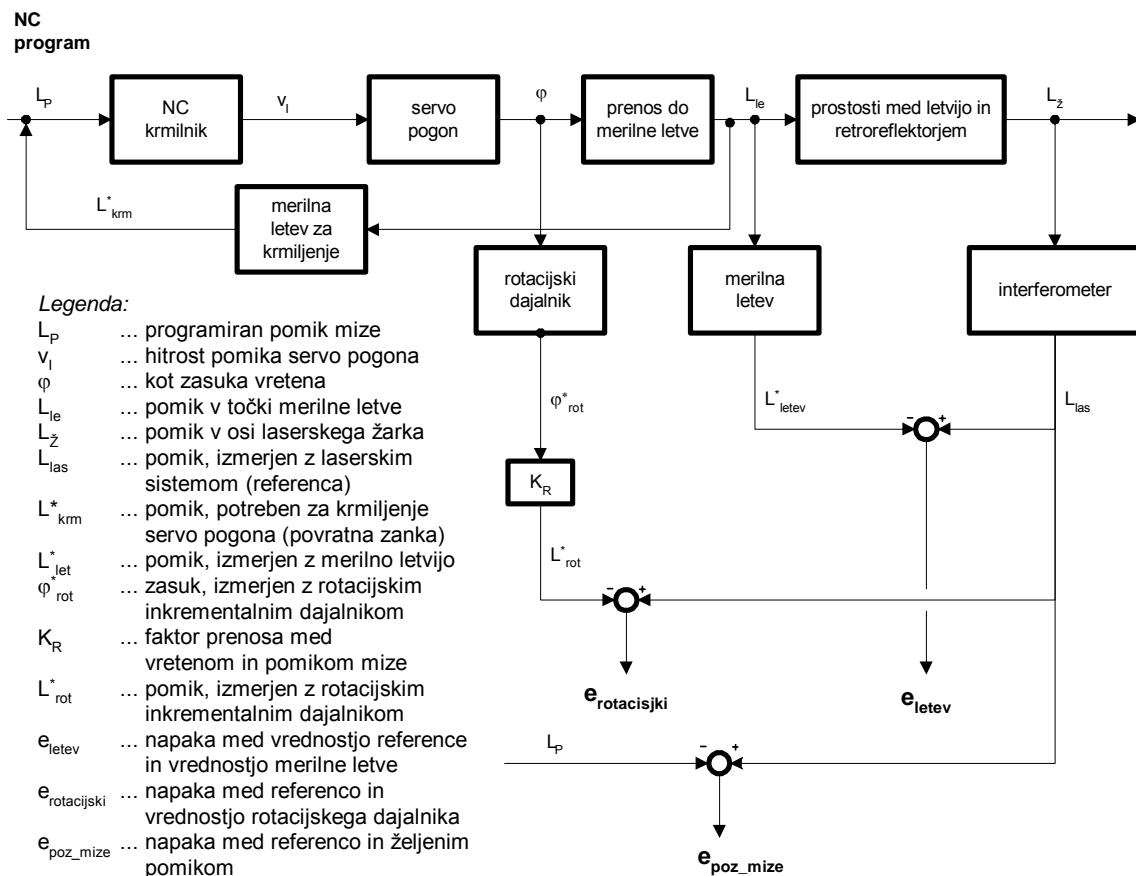 NC
program
L_P
NC
krmilnik
v_l
servo
pogon
φ
prenos do
merilne letve
L_le
prostosti med letvijo in
retroreflektorjem
L_ž
L*_krm
merilna
letev za
krmiljenje
rotacijski
dajalnik
merilna
letev
interferometer
φ*_rot
L*_letev
L_las
- +
K_R
L*_rot
- +
e_rotacisjki
e_letev
L_P
- +
e_poz_mize
Legenda:
L_P ... programiran pomik mize
v_l ... hitrost pomika servo pogona
φ ... kot zasuka vretena
L_le ... pomik v točki merilne letve
L_Ž ... pomik v osi laserskega žarka
L_las ... pomik, izmerjen z laserskim
sistemom (referenca)
L*_krm ... pomik, potreben za krmiljenje
servo pogona (povratna zanka)
L*_let ... pomik, izmerjen z merilno letvijo
φ*_rot ... zasuk, izmerjen z rotacijskim
inkrementalnim dajalnikom
K_R ... faktor prenosa med
vretenom in pomikom mize
L*_rot ... pomik, izmerjen z rotacijskim
inkrementalnim dajalnikom
e_letev ... napaka med vrednostjo reference
in vrednostjo merilne letve
e_rotacijski ... napaka med referenco in
vrednostjo rotacijskega dajalnika
e_poz_mize ... napaka med referenco in željenim
pomikom